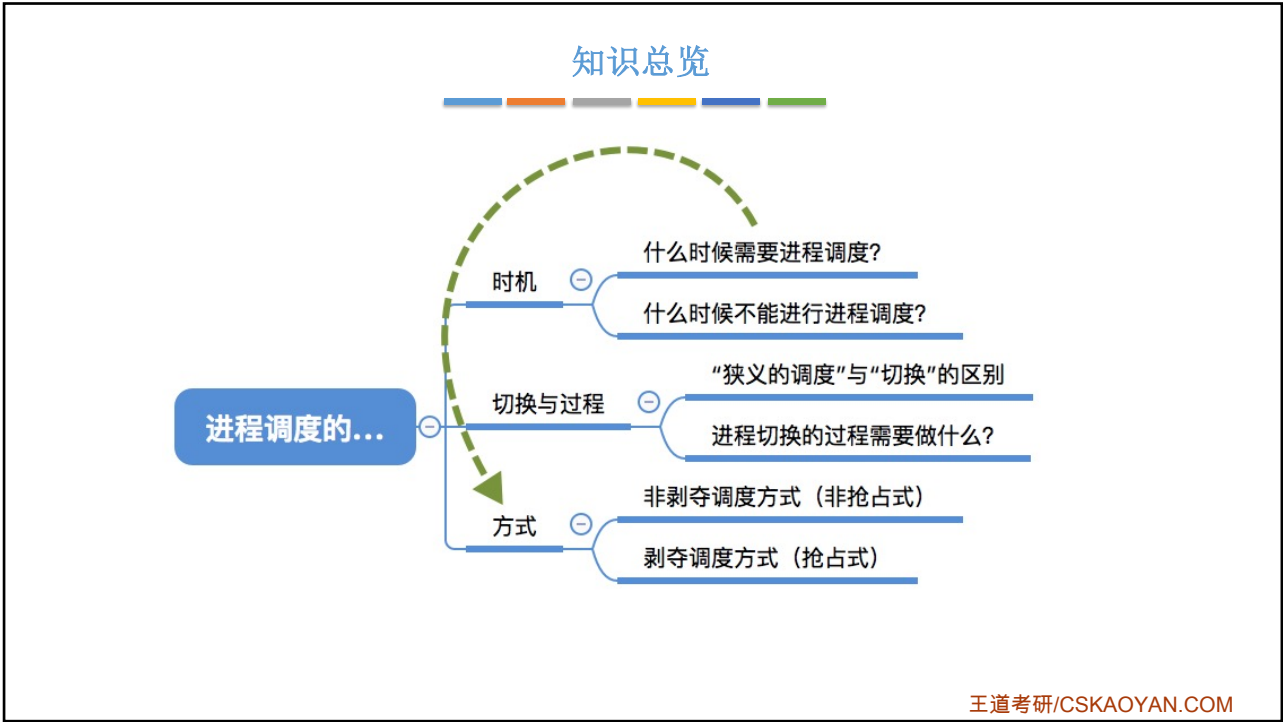 知识总览
什么时候需要进程调度？
时机
什么时候不能进行进程调度？
“狭义的调度”与“切换”的区别
切换与过程
进程调度的...
进程切换的过程需要做什么？
非剥夺调度方式（非抢占式）
方式
剥夺调度方式（抢占式）
王道考研/CSKAOYAN.COM